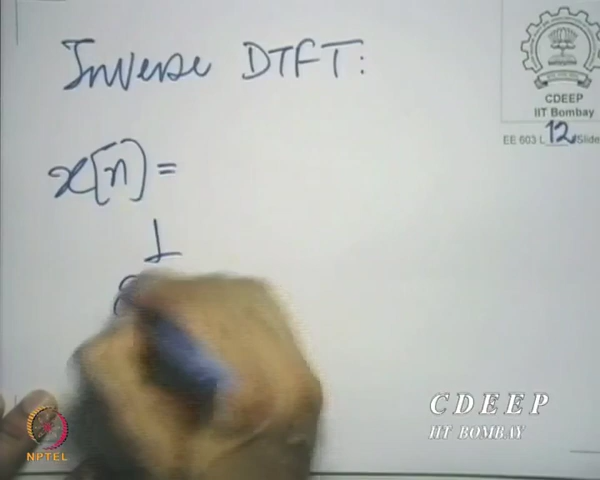 Inverse DTFT:
CDEEP
IIT Bombay
EE 603 L 12 /Slide
x[n] =
1
CDEEP
IIT BOMBAY
NPTEL